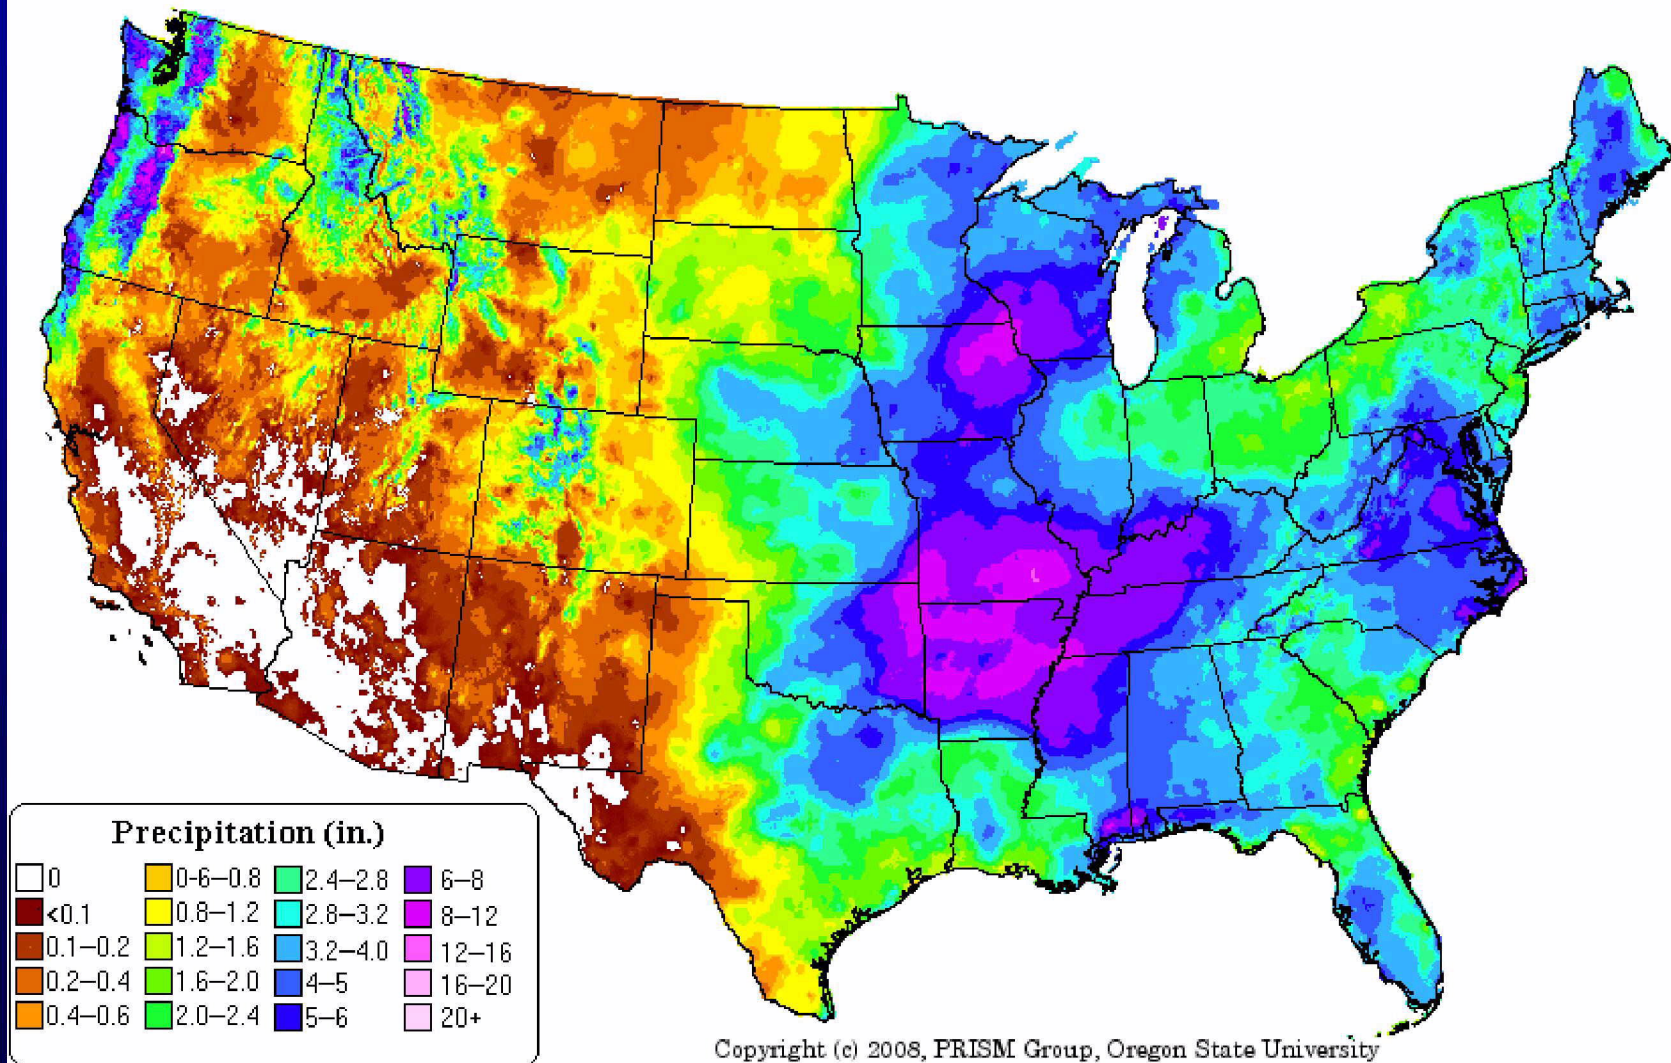 Precipitation (in.)
0 0-6–0.8 2.4–2.8 6–8
<0.1 0.8–1.2 2.8–3.2 8–12
0.1–0.2 1.2–1.6 3.2–4.0 12–16
0.2–0.4 1.6–2.0 4–5 16–20
0.4–0.6 2.0–2.4 5–6 20+
Copyright (c) 2008, PRISM Group, Oregon State University